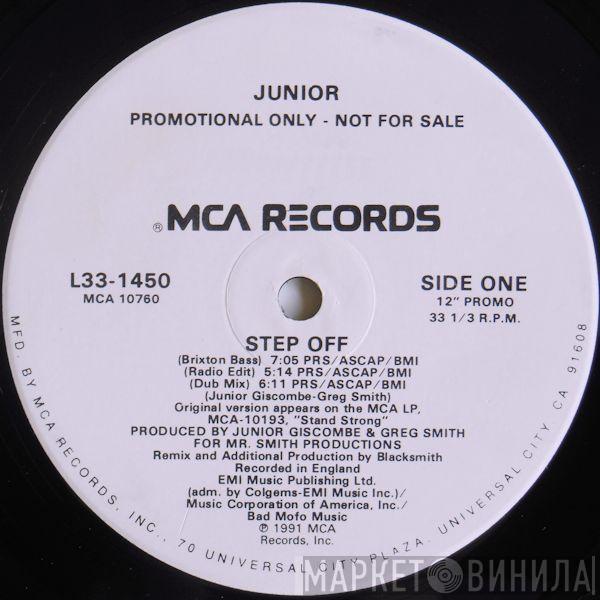 JUNIOR
PROMOTIONAL ONLY - NOT FOR SALE
® MCA RECORDS
L33-1450
MCA 10760
SIDE ONE
12" PROMO
33 1/3 R.P.M.
STEP OFF
(Brixton Bass) 7:05 PRS/ASCAP/BMI
(Radio Edit) 5:14 PRS/ASCAP/BMI
(Dub Mix) 6:11 PRS/ASCAP/BMI
(Junior Giscombe-Greg Smith)
Original version appears on the MCA LP,
MCA-10193, "Stand Strong"
PRODUCED BY JUNIOR GISCOMBE & GREG SMITH
FOR MR. SMITH PRODUCTIONS
Remix and Additional Production by Blacksmith
Recorded in England
EMI Music Publishing Ltd.
(adm. by Colgems-EMI Music Inc.)/
Music Corporation of America, Inc./
Bad Mofo Music
℗ 1991 MCA
Records, Inc.
MFD. BY MCA RECORDS, INC., 70 UNIVERSAL CITY PLAZA, UNIVERSAL CITY, CA 91608
МАРКЕТ ВИНИЛА